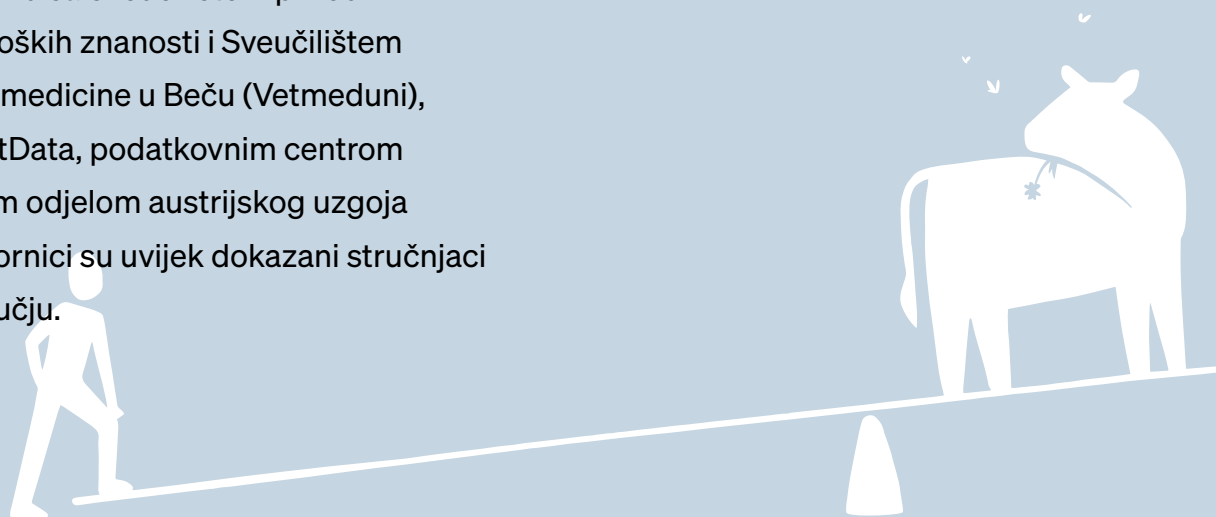 oških znanosti i Sveučilištem
medicine u Beču (Vetmeduni),
tData, podatkovnim centrom
m odjelom austrijskog uzgoja
ornici su uvijek dokazani stručnjaci
učju.